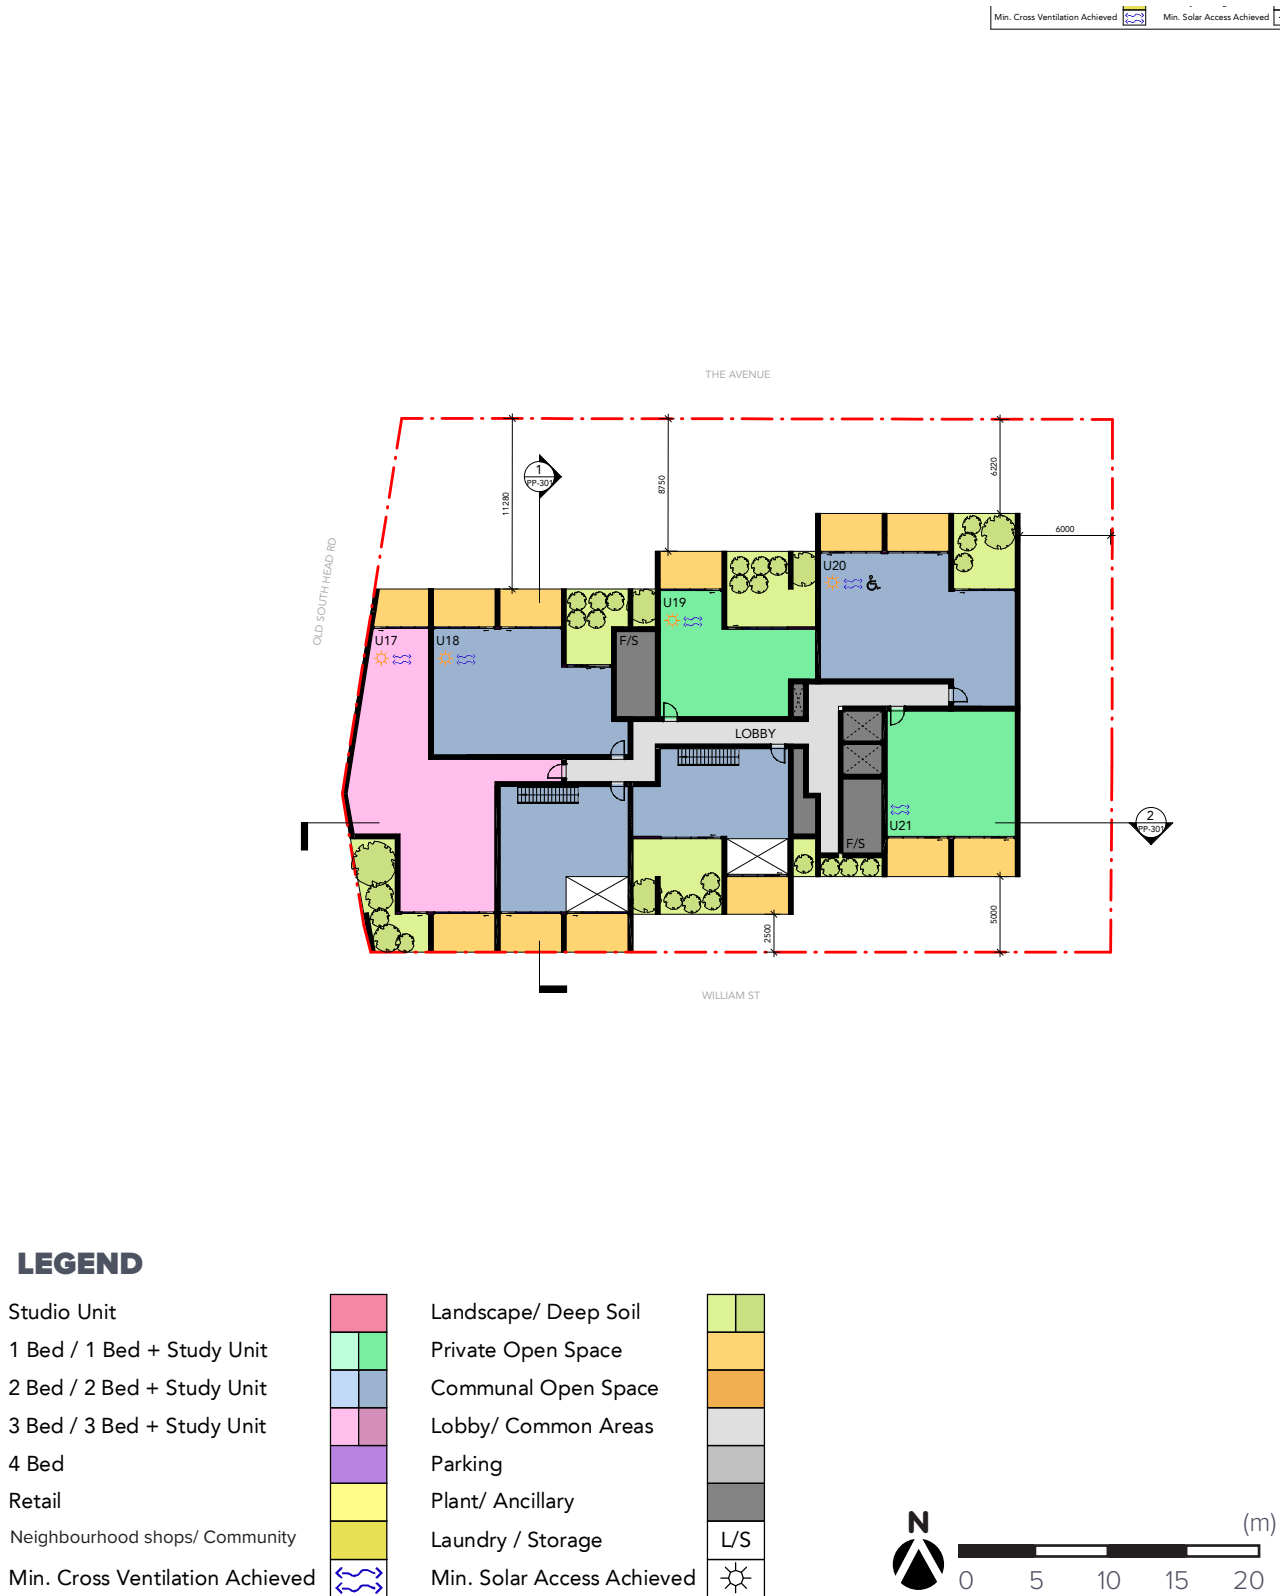 Min. Cross Ventilation Achieved Min. Solar Access Achieved
THE AVENUE
OLD SOUTH HEAD RD
11280
8750
6220
6000
1
PP-301
U20
U19
U17
U18
F/S
LOBBY
U21
F/S
2
PP-301
2500
5000
WILLIAM ST
LEGEND
Studio Unit
1 Bed / 1 Bed + Study Unit
2 Bed / 2 Bed + Study Unit
3 Bed / 3 Bed + Study Unit
4 Bed
Retail
Neighbourhood shops/ Community
Min. Cross Ventilation Achieved
Landscape/ Deep Soil
Private Open Space
Communal Open Space
Lobby/ Common Areas
Parking
Plant/ Ancillary
Laundry / Storage L/S
Min. Solar Access Achieved
N
(m)
0 5 10 15 20